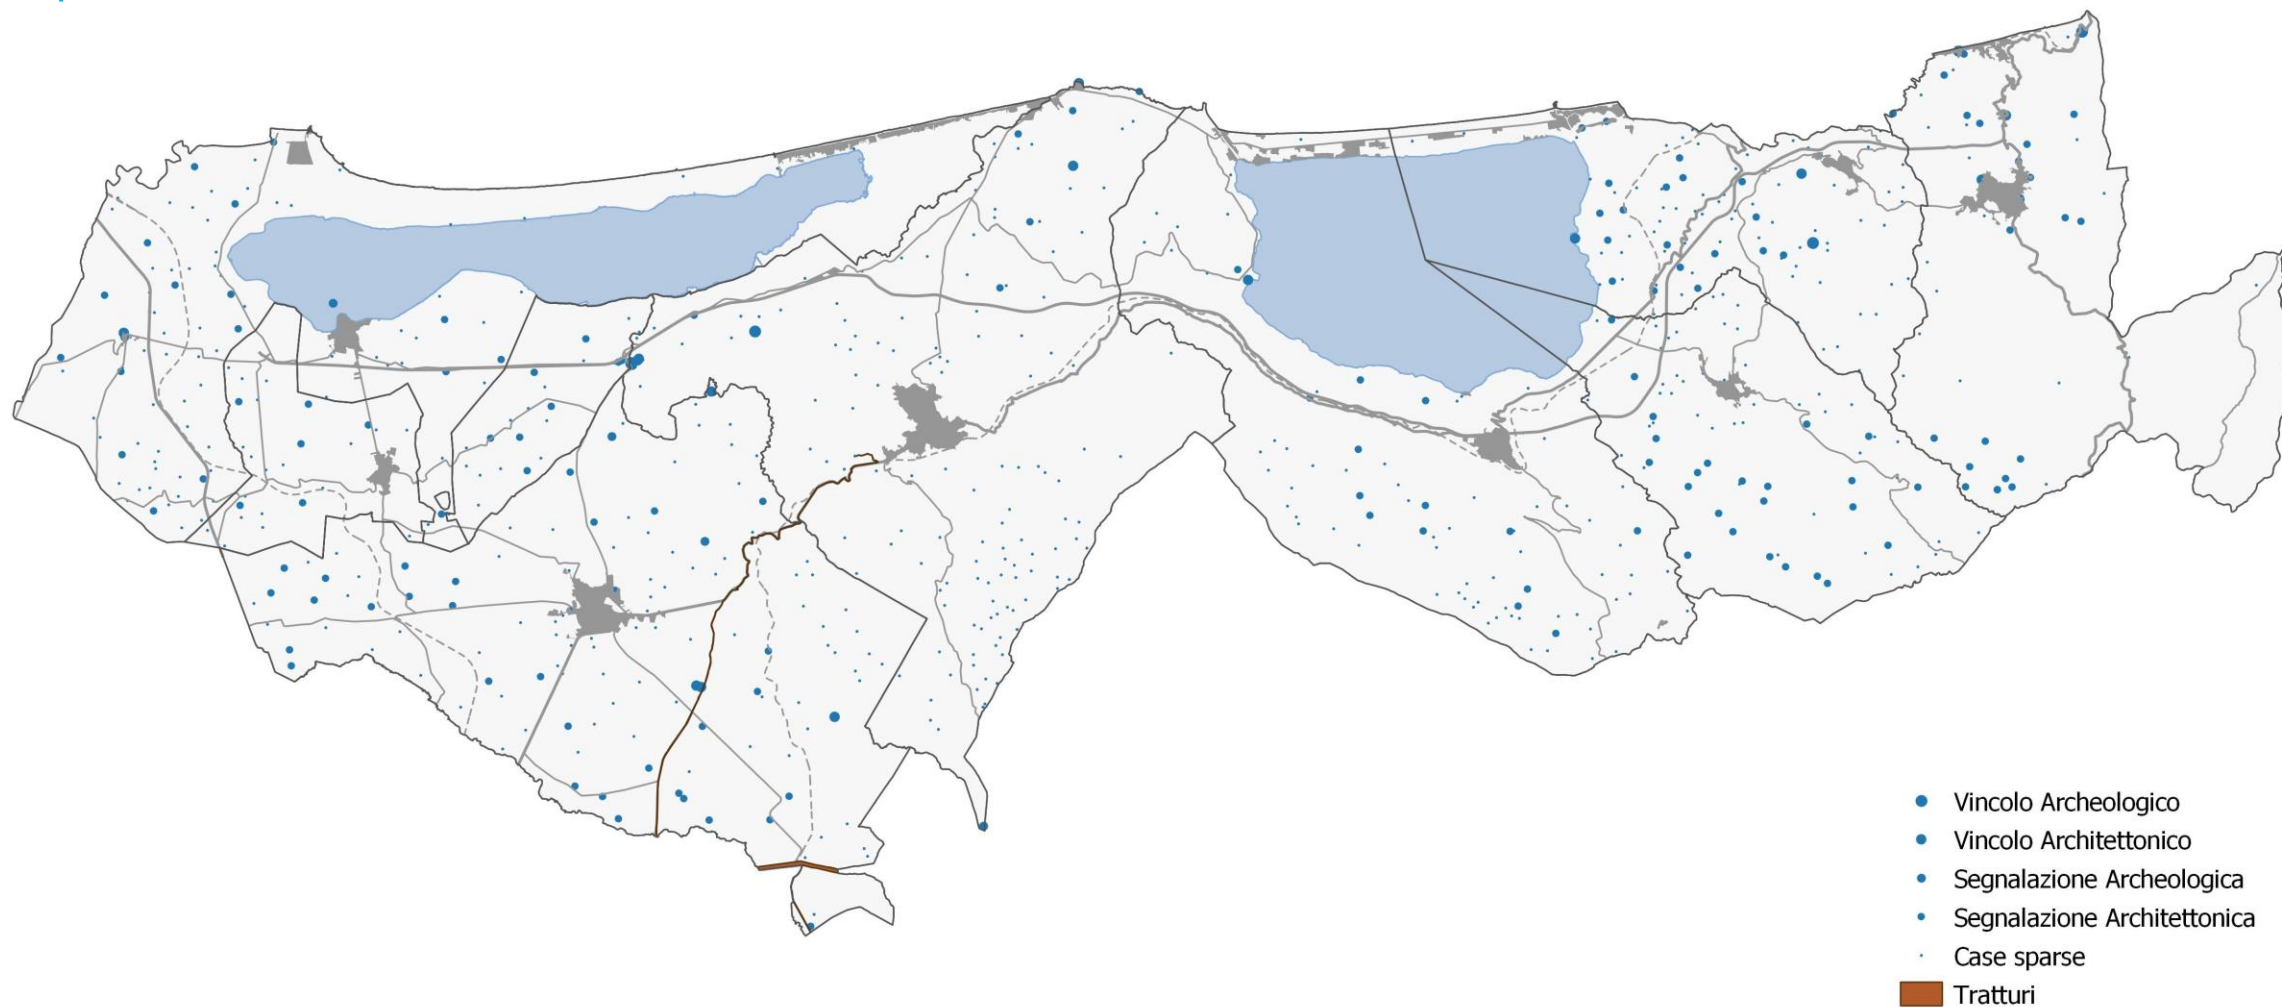 Vincolo Archeologico
Vincolo Architettonico
Segnalazione Archeologica
Segnalazione Architettonica
Case sparse
Tratturi